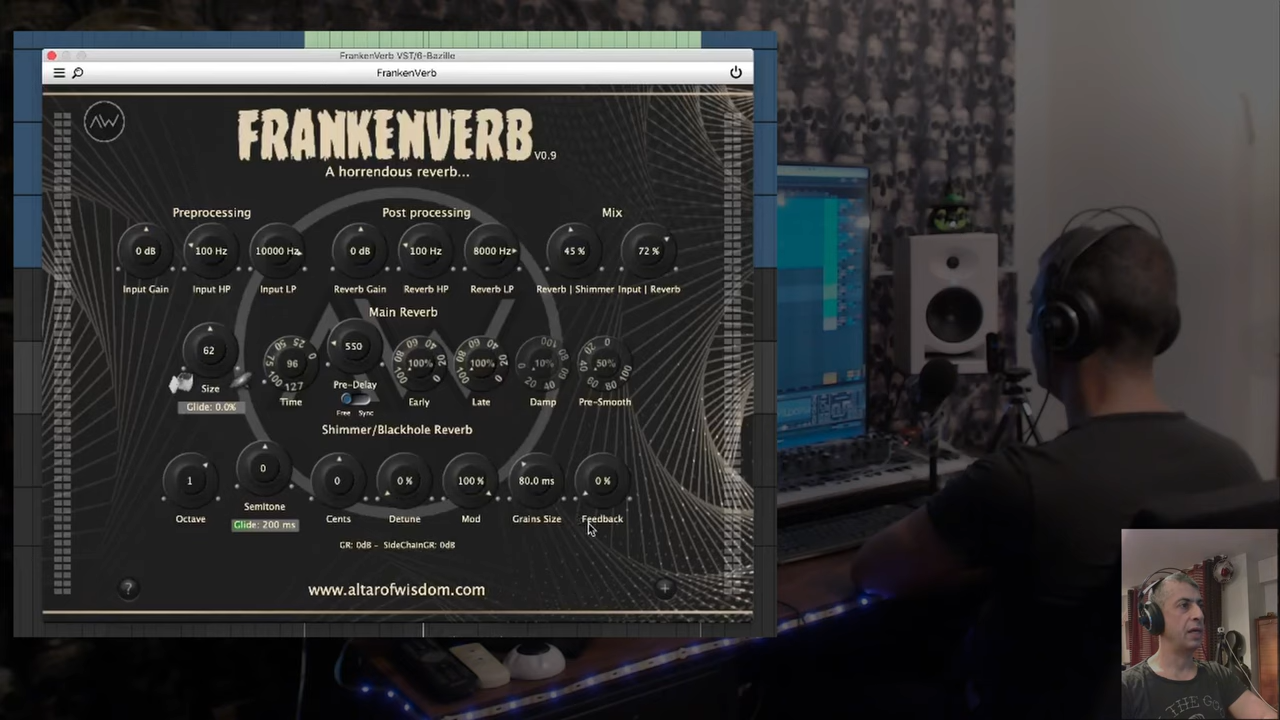 FrankenVerb VST/6-Bazille
FrankenVerb
AW
FRANKENVERB V0.9
A horrendous reverb...
Preprocessing Post processing Mix
0 dB 100 Hz 10000 Hz 0 dB 100 Hz 8000 Hz 45 % 72 %
Input Gain Input HP Input LP Reverb Gain Reverb HP Reverb LP Reverb | Shimmer Input | Reverb
Main Reverb
62 96 550 100% 100% 10% 50%
Size Time Pre-Delay Early Late Damp Pre-Smooth
Glide: 0.0% Free Sync
Shimmer/Blackhole Reverb
1 0 0 0 % 100 % 80.0 ms 0 %
Octave Semitone Cents Detune Mod Grains Size Feedback
Glide: 200 ms
GR: 0dB - SideChainGR: 0dB
? www.altarofwisdom.com +
THE GO